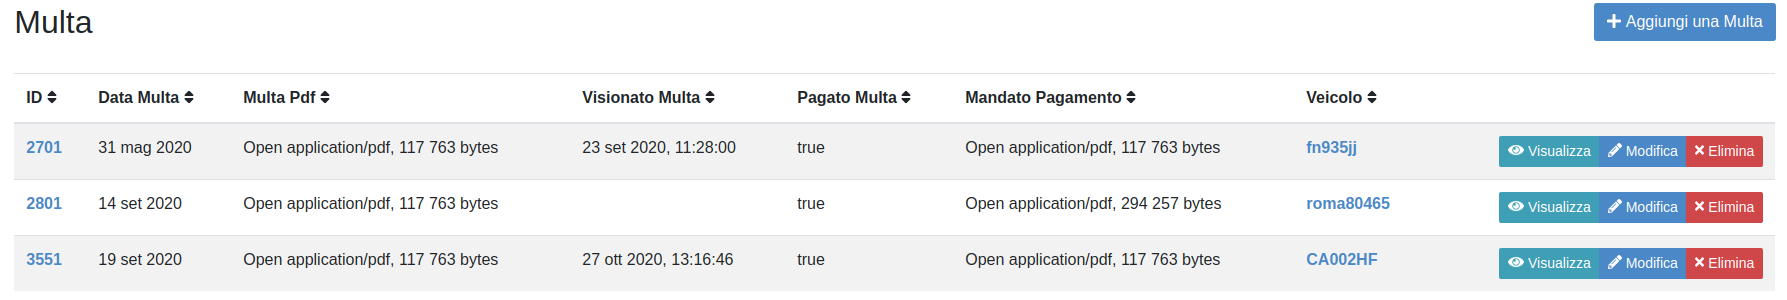 Multa
Aggiungi una Multa
ID Data Multa Multa Pdf Visionato Multa Pagato Multa Mandato Pagamento Veicolo
2701 31 mag 2020 Open application/pdf, 117 763 bytes 23 set 2020, 11:28:00 true Open application/pdf, 117 763 bytes fn935jj Visualizza Modifica Elimina
2801 14 set 2020 Open application/pdf, 117 763 bytes true Open application/pdf, 294 257 bytes roma80465 Visualizza Modifica Elimina
3551 19 set 2020 Open application/pdf, 117 763 bytes 27 ott 2020, 13:16:46 true Open application/pdf, 117 763 bytes CA002HF Visualizza Modifica Elimina